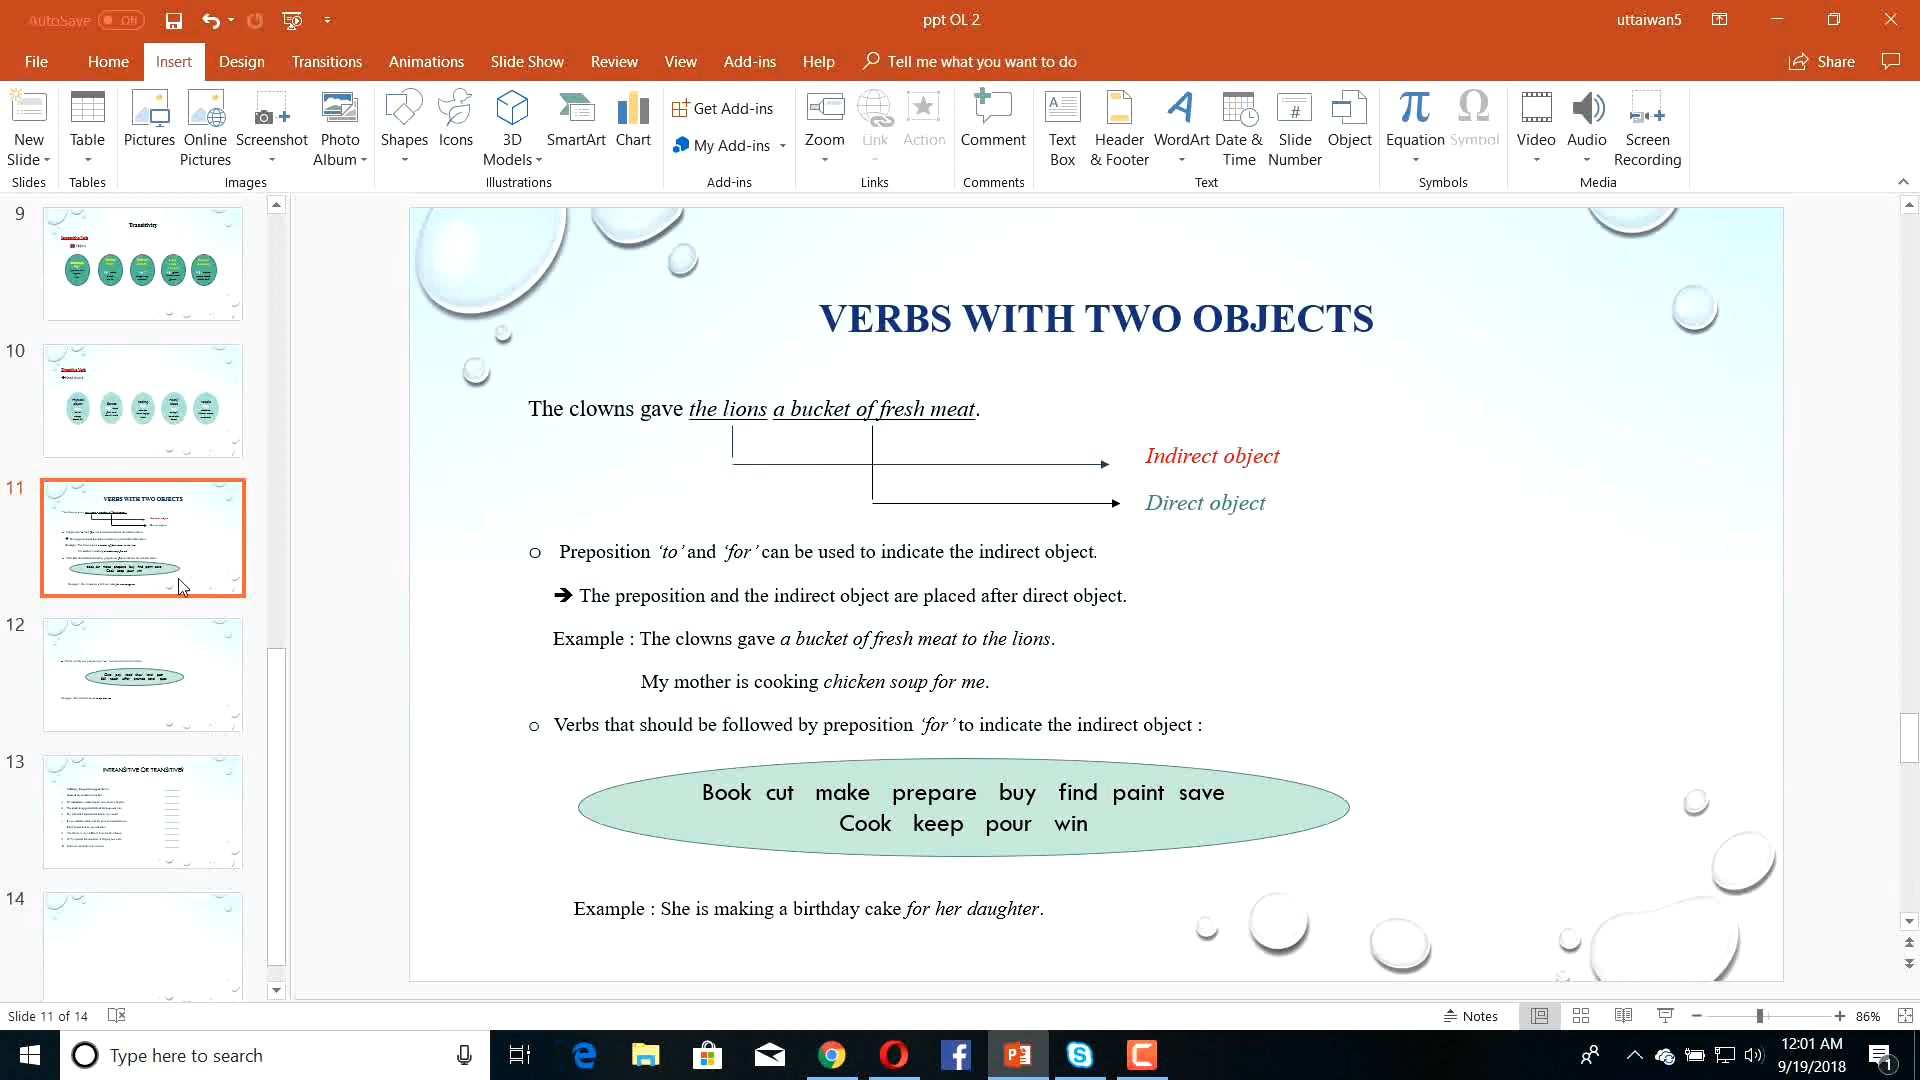 AutoSave Off
ppt OL 2
uttaiwan5
File Home Insert Design Transitions Animations Slide Show Review View Add-ins Help Tell me what you want to do
Share
New Slide
Table
Pictures
Online Pictures
Screenshot
Photo Album
Shapes
Icons
3D Models
SmartArt
Chart
Get Add-ins
My Add-ins
Zoom
Link
Action
Comment
Text Box
Header & Footer
WordArt
Date & Time
Slide Number
Object
Equation
Symbol
Video
Audio
Screen Recording
Slides Tables Images Illustrations Add-ins Links Comments Text Symbols Media
9
Transitivity
10
11
VERBS WITH TWO OBJECTS
12
13
INTRANSITIVE OR TRANSITIVE?
14
VERBS WITH TWO OBJECTS
The clowns gave the lions a bucket of fresh meat.
Indirect object
Direct object
o Preposition ‘to’ and ‘for’ can be used to indicate the indirect object.
➔ The preposition and the indirect object are placed after direct object.
Example : The clowns gave a bucket of fresh meat to the lions.
My mother is cooking chicken soup for me.
o Verbs that should be followed by preposition ‘for’ to indicate the indirect object :
Book cut make prepare buy find paint save
Cook keep pour win
Example : She is making a birthday cake for her daughter.
Slide 11 of 14
Notes
86%
Type here to search
12:01 AM
9/19/2018
1